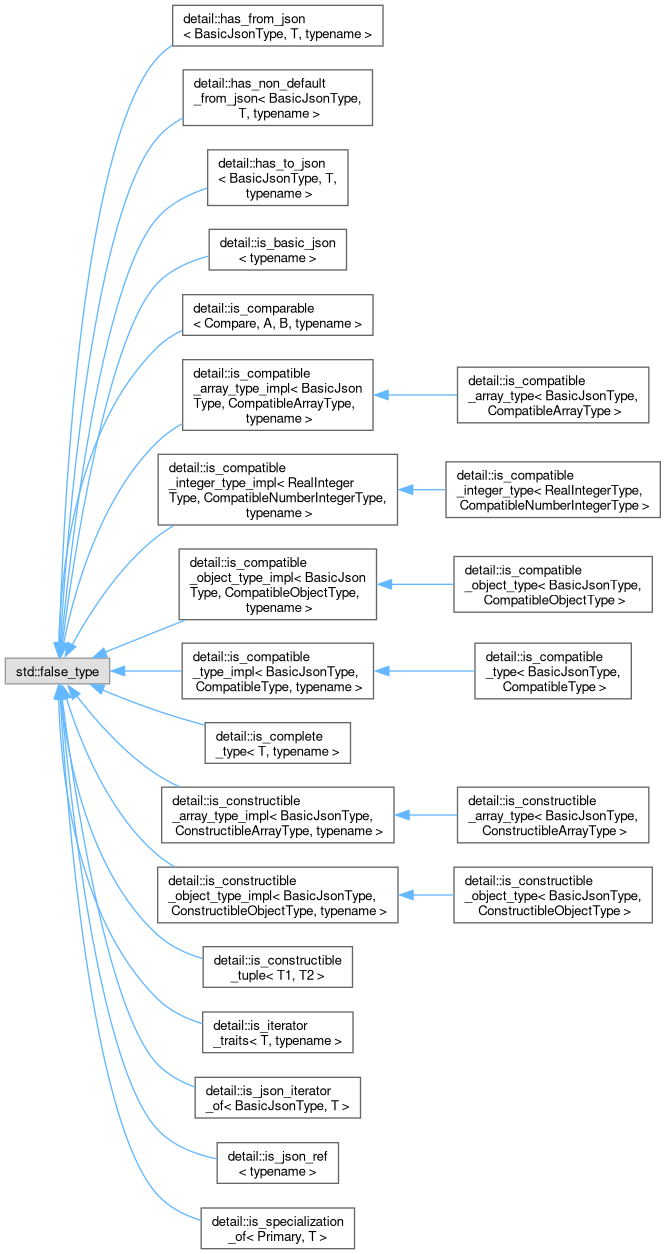 detail::has_from_json
< BasicJsonType, T, typename >
detail::has_non_default
_from_json< BasicJsonType,
T, typename >
detail::has_to_json
< BasicJsonType, T,
typename >
detail::is_basic_json
< typename >
detail::is_comparable
< Compare, A, B, typename >
detail::is_compatible
_array_type_impl< BasicJson
Type, CompatibleArrayType,
typename >
detail::is_compatible
_array_type< BasicJsonType,
CompatibleArrayType >
detail::is_compatible
_integer_type_impl< RealInteger
Type, CompatibleNumberIntegerType,
typename >
detail::is_compatible
_integer_type< RealIntegerType,
CompatibleNumberIntegerType >
detail::is_compatible
_object_type_impl< BasicJson
Type, CompatibleObjectType,
typename >
detail::is_compatible
_object_type< BasicJsonType,
CompatibleObjectType >
std::false_type
detail::is_compatible
_type_impl< BasicJsonType,
CompatibleType, typename >
detail::is_compatible
_type< BasicJsonType,
CompatibleType >
detail::is_complete
_type< T, typename >
detail::is_constructible
_array_type_impl< BasicJsonType,
ConstructibleArrayType, typename >
detail::is_constructible
_array_type< BasicJsonType,
ConstructibleArrayType >
detail::is_constructible
_object_type_impl< BasicJsonType,
ConstructibleObjectType, typename >
detail::is_constructible
_object_type< BasicJsonType,
ConstructibleObjectType >
detail::is_constructible
_tuple< T1, T2 >
detail::is_iterator
_traits< T, typename >
detail::is_json_iterator
_of< BasicJsonType, T >
detail::is_json_ref
< typename >
detail::is_specialization
_of< Primary, T >